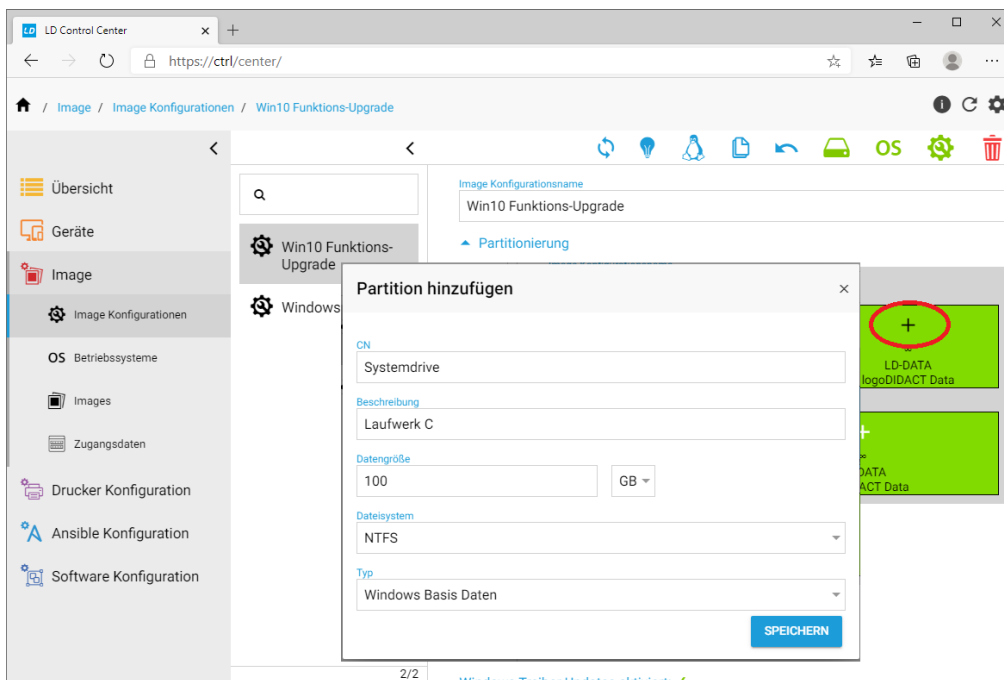 LD LD Control Center
https://ctrl/center/
/ Image / Image Konfigurationen / Win10 Funktions-Upgrade
OS
Übersicht
Geräte
Image
Image Konfigurationen
OS Betriebssysteme
Images
Zugangsdaten
Drucker Konfiguration
Ansible Konfiguration
Software Konfiguration
Win10 Funktions-
Upgrade
Windows
2/2
Image Konfigurationsname
Win10 Funktions-Upgrade
Partitionierung
Partition hinzufügen
CN
Systemdrive
Beschreibung
Laufwerk C
Datengröße
100 GB
Dateisystem
NTFS
Typ
Windows Basis Daten
SPEICHERN
LD-DATA
logoDIDACT Data
DATA
ACT Data